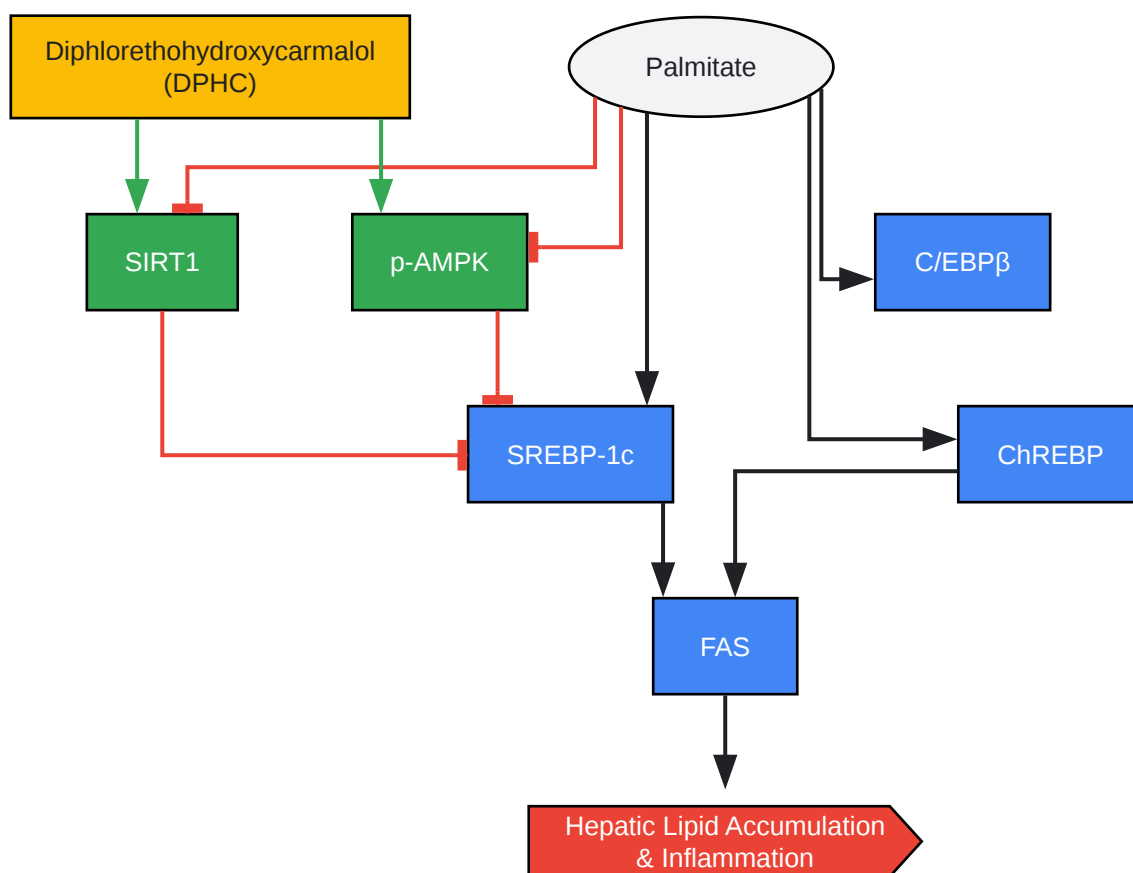 Diphlorethohydroxycarmalol
(DPHC)
Palmitate
SIRT1
p-AMPK
C/EBPβ
SREBP-1c
ChREBP
FAS
Hepatic Lipid Accumulation
& Inflammation